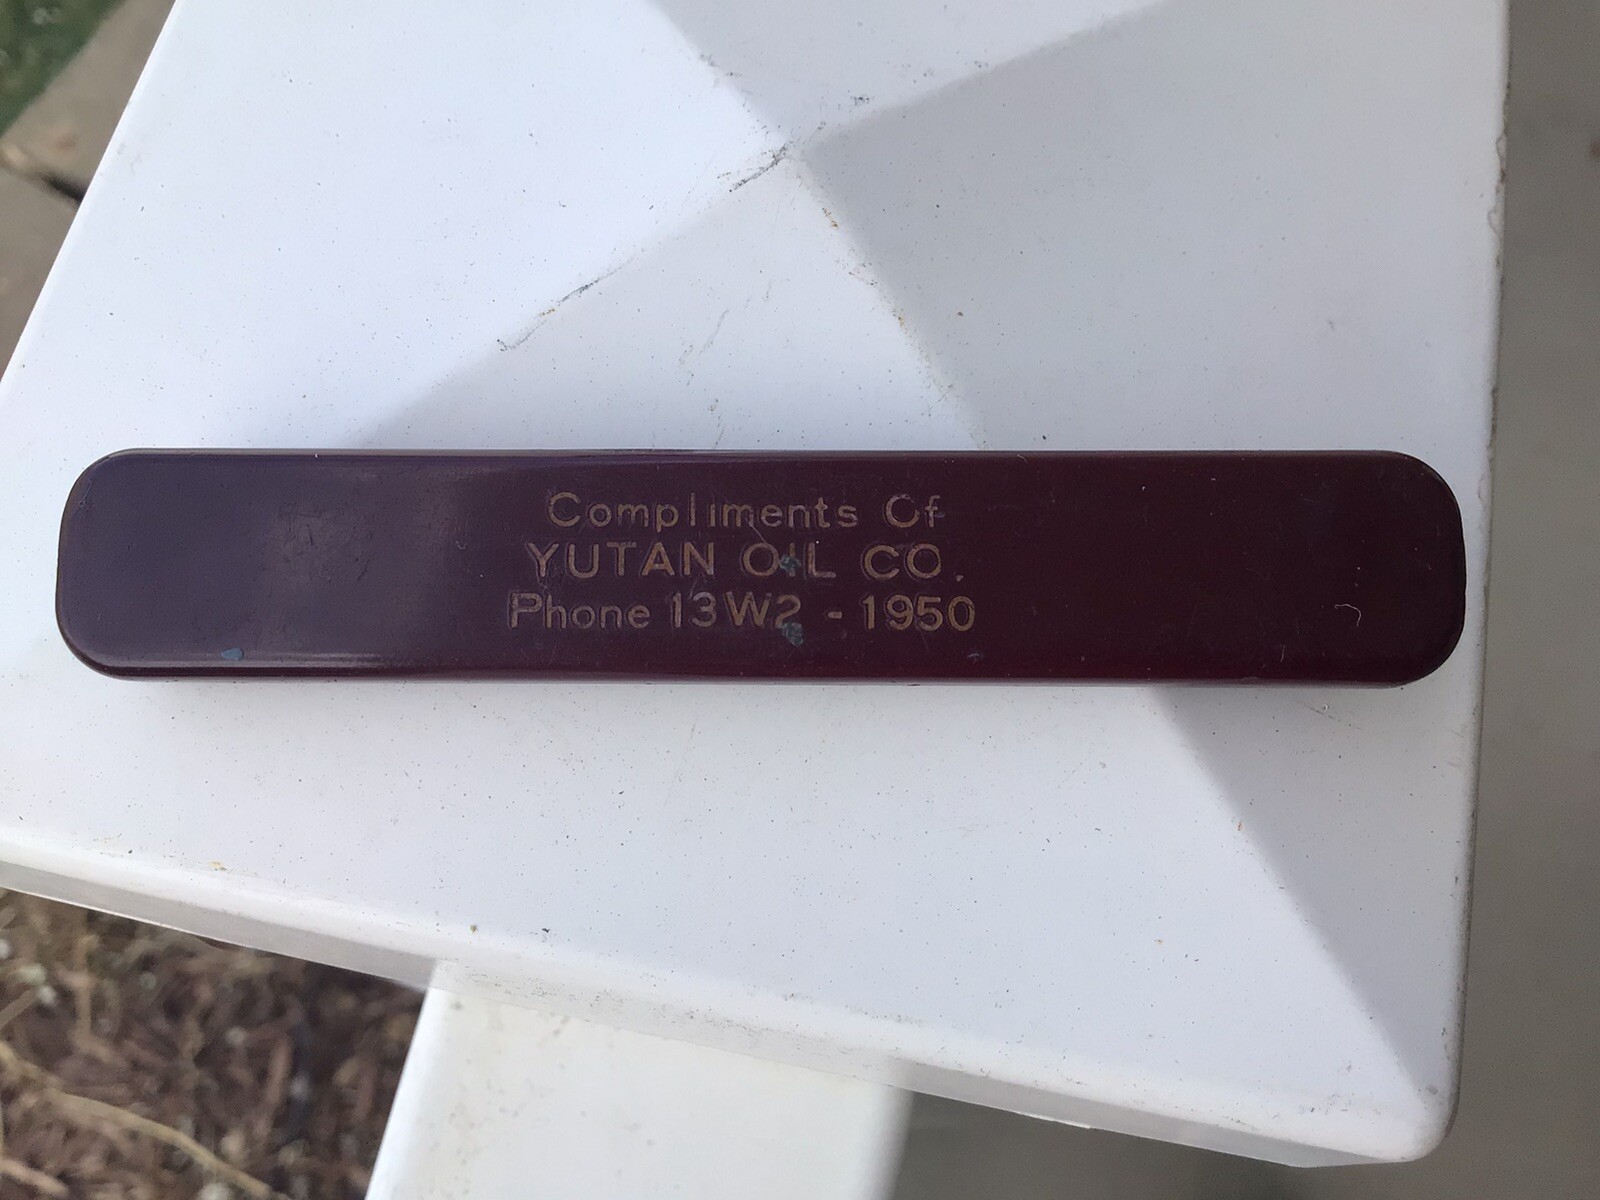 Compliments Of
YUTAN OIL CO.
Phone 13W2 - 1950